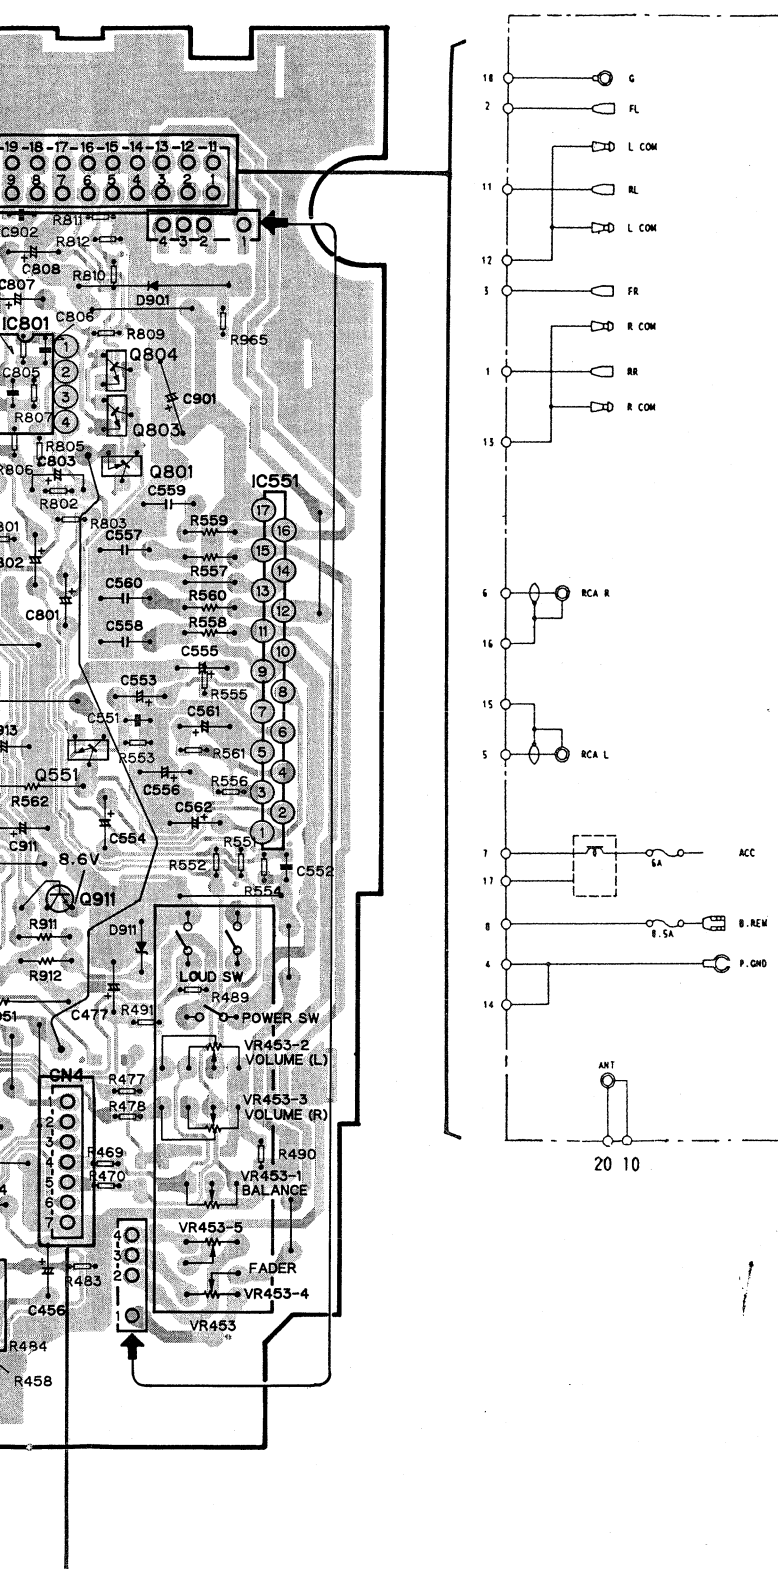 -19 -18 -17 -16 -15 -14 -13 -12 -11
9 8 7 6 5 4 3 2 1
R811
C902
R812
4 -3 -2 1
C808
R810
C807
D901
C806
IC801
R809
R965
1
Q804
C805
2
3
C901
R807
4
Q803
R805
R806
C803
Q801
IC551
R802
C559
17
R803
R559
16
801
C557
15
802
14
R557
C560
13
R560
C801
12
C558
R558
11
10
C555
9
C553
8
R555
C551
C561
7
913
6
R553
R561
5
Q551
C556
4
R562
R556
3
C562
2
C554
C911
R551
1
8.6V
R552
C552
R554
Q911
R911
D911
R912
LOUD SW
C477
R489
R491
POWER SW
951
VR453-2
VOLUME (L)
CN4
R477
1
VR453-3
R478
VOLUME (R)
2
3
4
R469
R490
5
R470
VR453-1
BALANCE
6
7
VR453-5
4
3
FADER
2
R483
VR453-4
C456
1
VR453
R484
R458
18 G
2 FL
L COM
11 RL
L COM
12
3 FR
R COM
1 RR
R COM
13
6 RCA R
16
15
5 RCA L
7 6A ACC
17
8 B.REM
4 P.GND
14
ANT
20 10